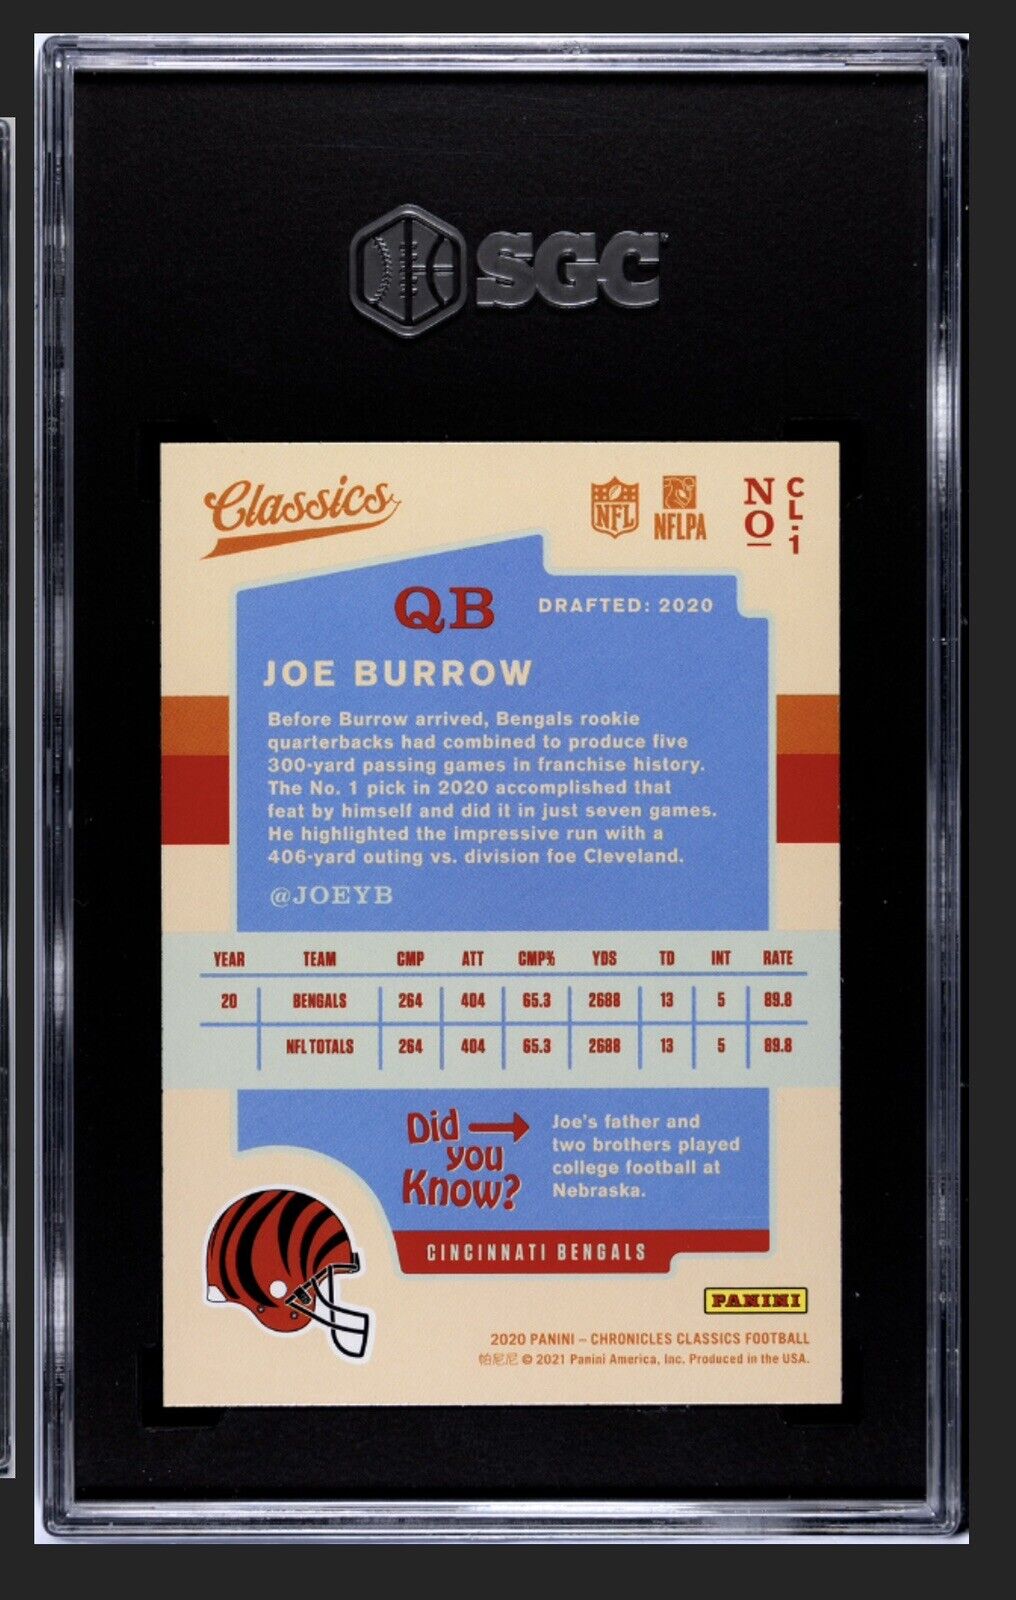 SGC
Classics
NFL
NFLPA
NO
CL-1
QB
DRAFTED: 2020
JOE BURROW
Before Burrow arrived, Bengals rookie
quarterbacks had combined to produce five
300-yard passing games in franchise history.
The No. 1 pick in 2020 accomplished that
feat by himself and did it in just seven games.
He highlighted the impressive run with a
406-yard outing vs. division foe Cleveland.
@JOEYB
YEAR TEAM CMP ATT CMP% YDS TD INT RATE
20 BENGALS 264 404 65.3 2688 13 5 89.8
NFL TOTALS 264 404 65.3 2688 13 5 89.8
Did
you
Know?
Joe's father and
two brothers played
college football at
Nebraska.
CINCINNATI BENGALS
PANINI
2020 PANINI – CHRONICLES CLASSICS FOOTBALL
帕尼尼 © 2021 Panini America, Inc. Produced in the USA.